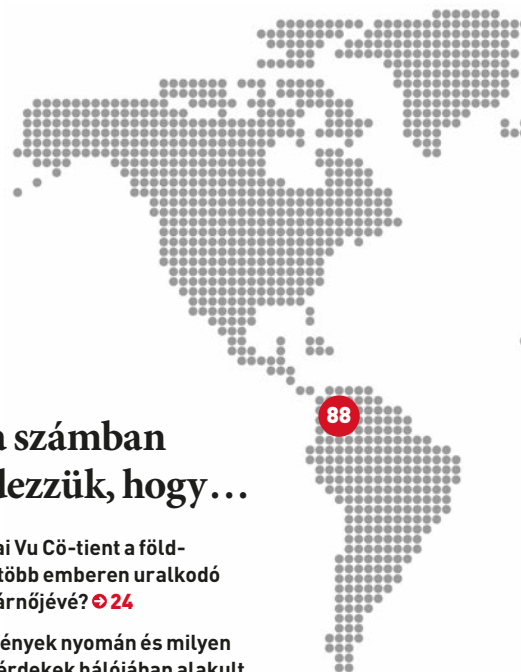 88
a számban
dezzük, hogy…
ai Vu Cö-tient a föld-
több emberen uralkodó
árnőjévé? 24
ények nyomán és milyen
érdekek hálójában alakult